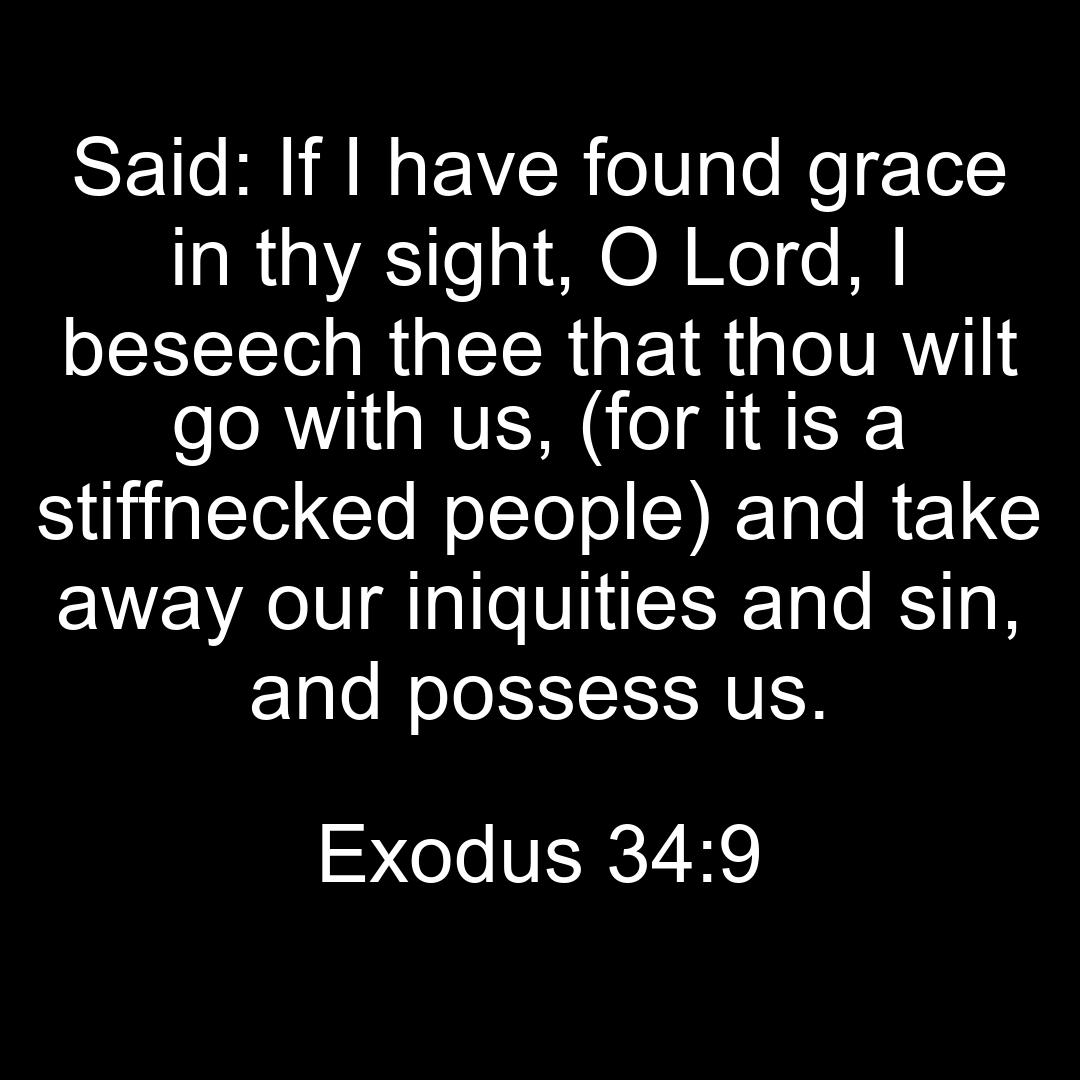 Said: If I have found grace
in thy sight, O Lord, I
beseech thee that thou wilt
go with us, (for it is a
stiffnecked people) and take
away our iniquities and sin,
and possess us.
Exodus 34:9